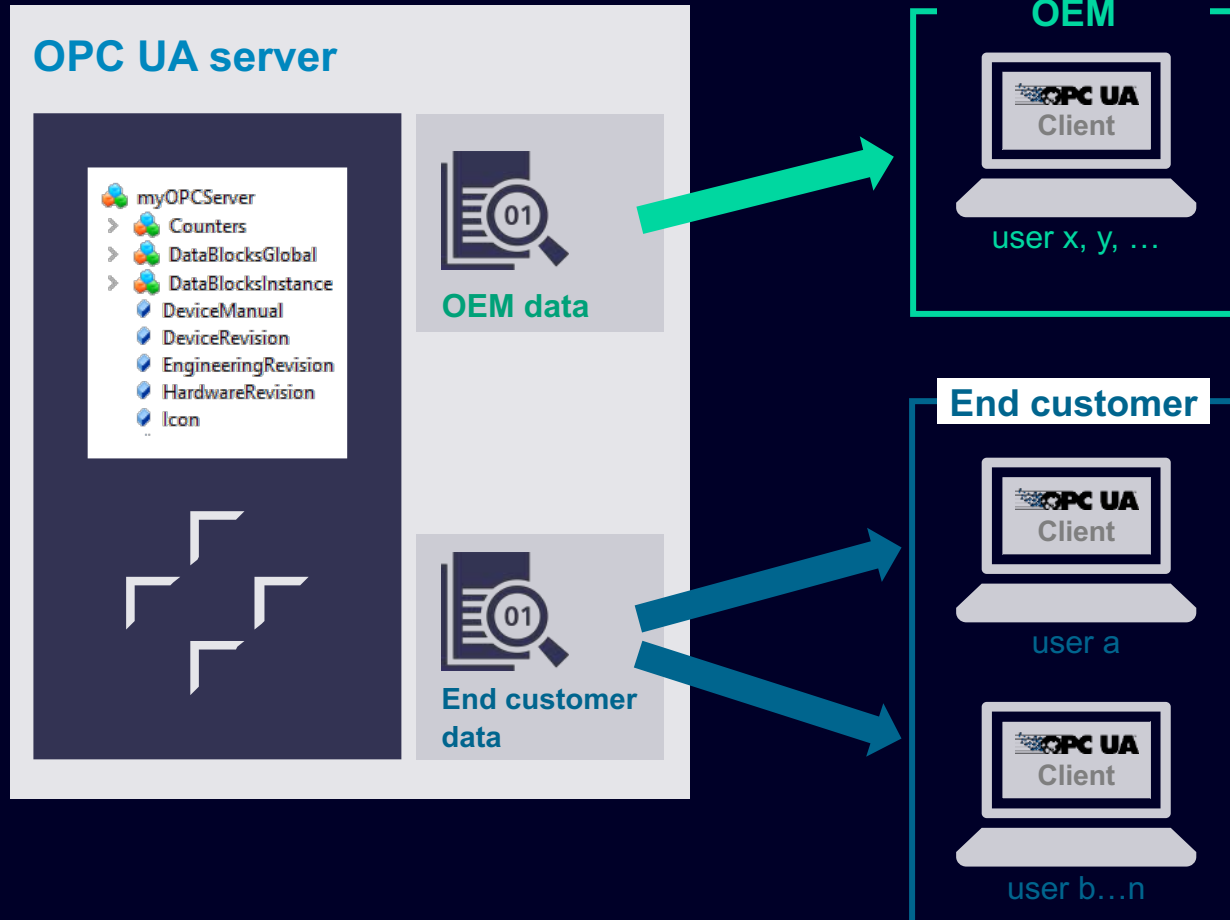 OPC UA server
myOPCServer
Counters
DataBlocksGlobal
DataBlocksInstance
DeviceManual
DeviceRevision
EngineeringRevision
HardwareRevision
Icon
01
OEM data
01
End customer
data
OEM
OPC UA
Client
user x, y, …
End customer
OPC UA
Client
user a
OPC UA
Client
user b…n